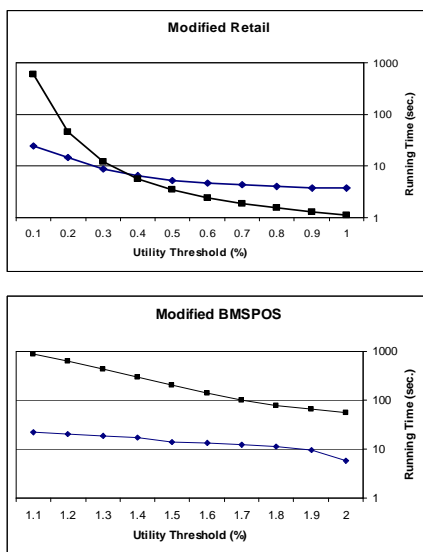 Modified Retail
1000
100
10
1
Running Time (sec.)
0.1 0.2 0.3 0.4 0.5 0.6 0.7 0.8 0.9 1
Utility Threshold (%)
Modified BMSPOS
1000
100
10
1
Running Time (sec.)
1.1 1.2 1.3 1.4 1.5 1.6 1.7 1.8 1.9 2
Utility Threshold (%)